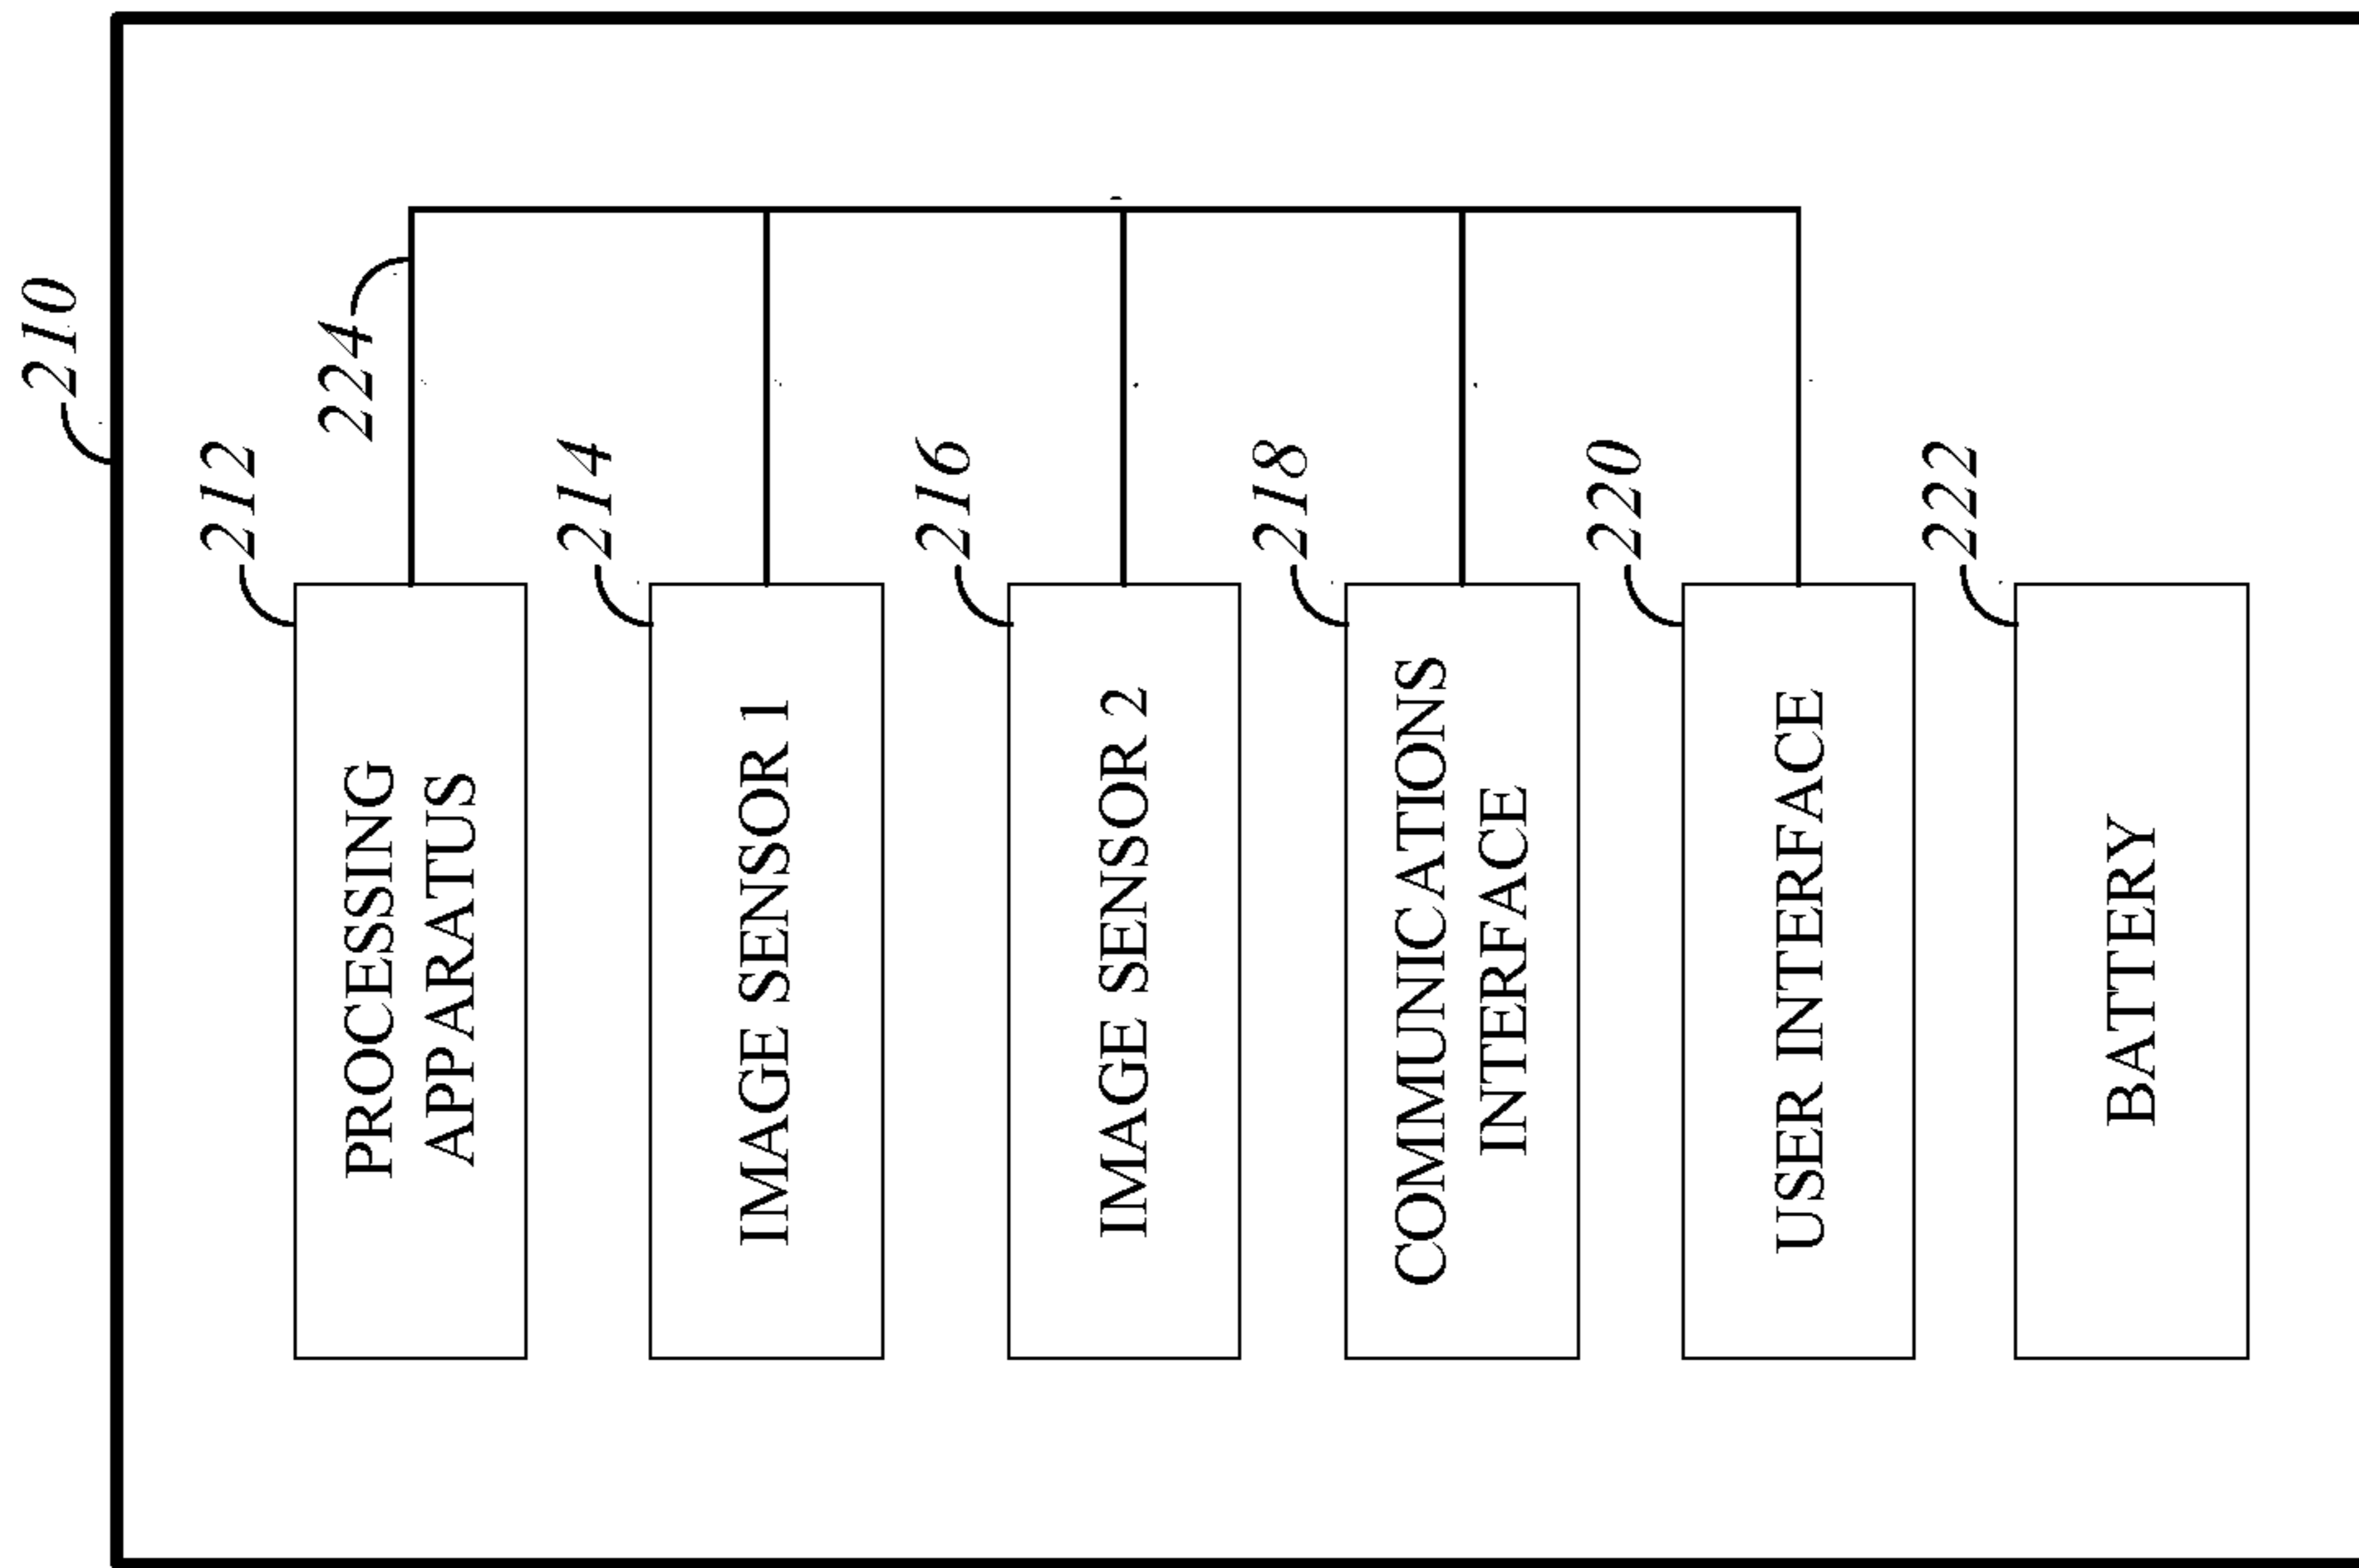 210
224
212
PROCESSING
APPARATUS
214
IMAGE SENSOR 1
216
IMAGE SENSOR 2
218
COMMUNICATIONS
INTERFACE
220
USER INTERFACE
222
BATTERY